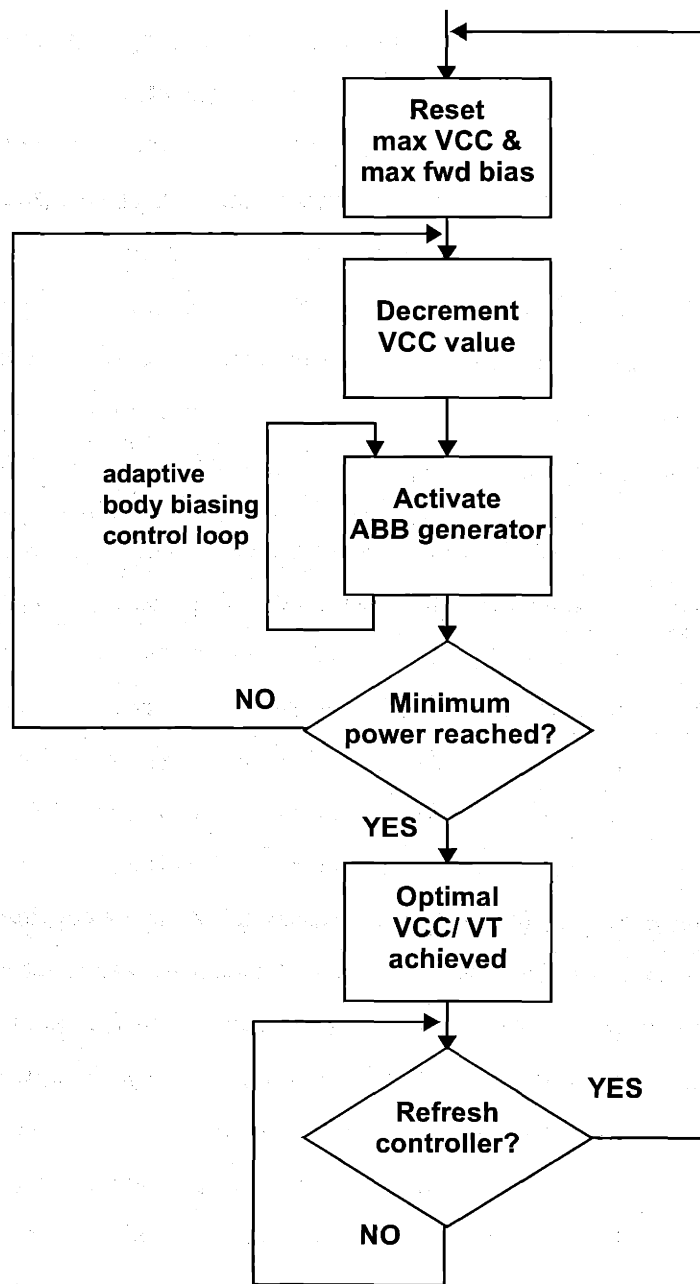 Reset
max VCC &
max fwd bias
Decrement
VCC value
adaptive
body biasing
control loop
Activate
ABB generator
NO
Minimum
power reached?
YES
Optimal
VCC/ VT
achieved
YES
Refresh
controller?
NO